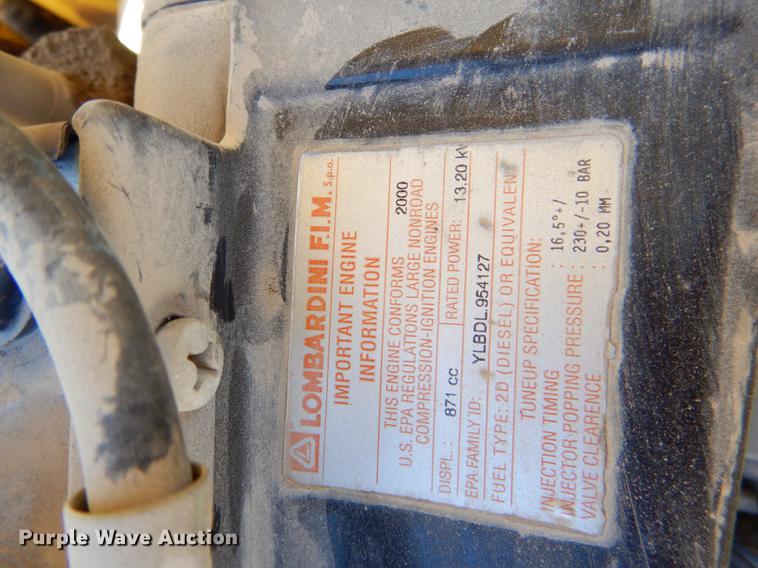 LOMBARDINI F.I.M. S.p.a.
IMPORTANT ENGINE
INFORMATION
THIS ENGINE CONFORMS 2000
U.S. EPA REGULATIONS LARGE NONROAD
COMPRESSION-IGNITION ENGINES
DISPL.: 871 cc RATED POWER: 13,20 kW
EPA FAMILY ID: YLBDL.954127
FUEL TYPE: 2D (DIESEL) OR EQUIVALENT
TUNEUP SPECIFICATION:
INJECTION TIMING : 16,5°+/
INJECTOR POPPING PRESSURE : 230+/-10 BAR
VALVE CLEARENCE : 0,20 MM
Purple Wave Auction